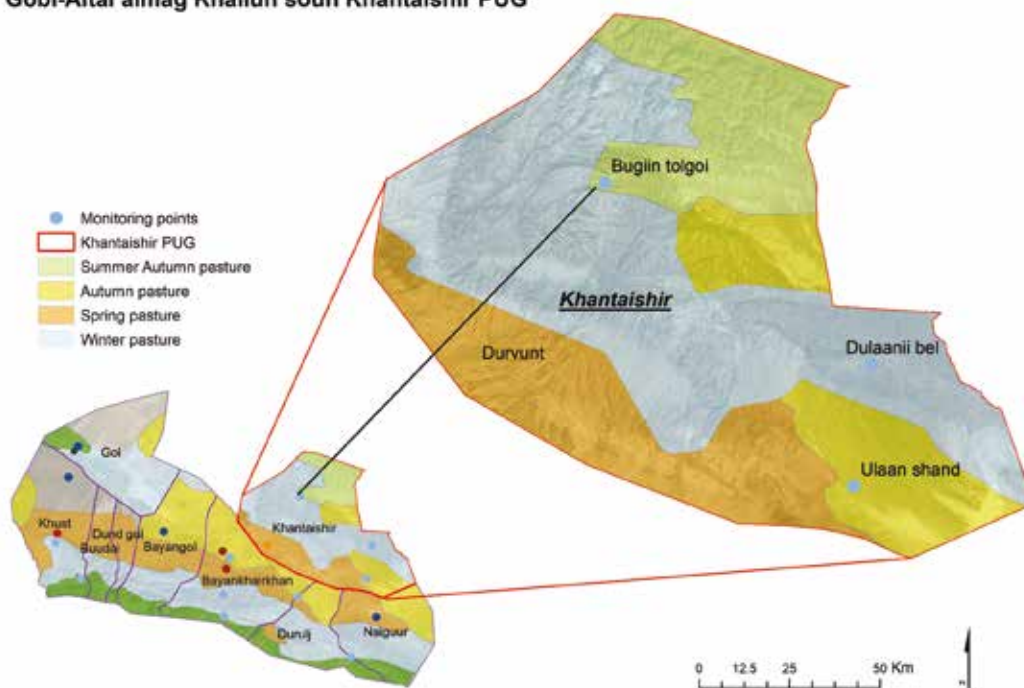 Gobi-Altai aimag Khaliun soum Khantaishir PUG
Bugiin tolgoi
Monitoring points
Khantaishir PUG
Summer Autumn pasture
Autumn pasture
Spring pasture
Winter pasture
Khantaishir
Durvunt
Dulaanii bel
Ulaan shand
Gol
Khust
Dund gol
Buudai
Bayangol
Khantaishir
Bayankhairkhan
Durulj
Naiguur
0 12.5 25 50 Km